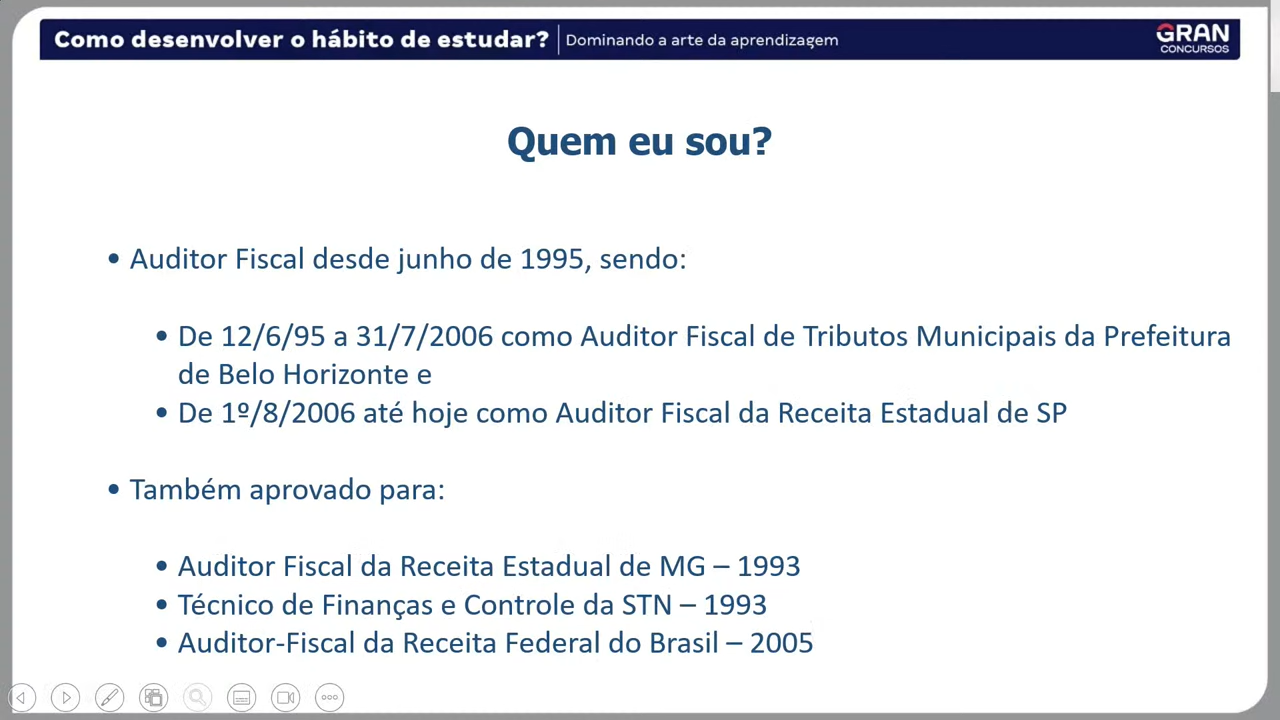 Como desenvolver o hábito de estudar? Dominando a arte da aprendizagem
GRAN
CONCURSOS
Quem eu sou?
• Auditor Fiscal desde junho de 1995, sendo:
• De 12/6/95 a 31/7/2006 como Auditor Fiscal de Tributos Municipais da Prefeitura
de Belo Horizonte e
• De 1º/8/2006 até hoje como Auditor Fiscal da Receita Estadual de SP
• Também aprovado para:
• Auditor Fiscal da Receita Estadual de MG – 1993
• Técnico de Finanças e Controle da STN – 1993
• Auditor-Fiscal da Receita Federal do Brasil – 2005